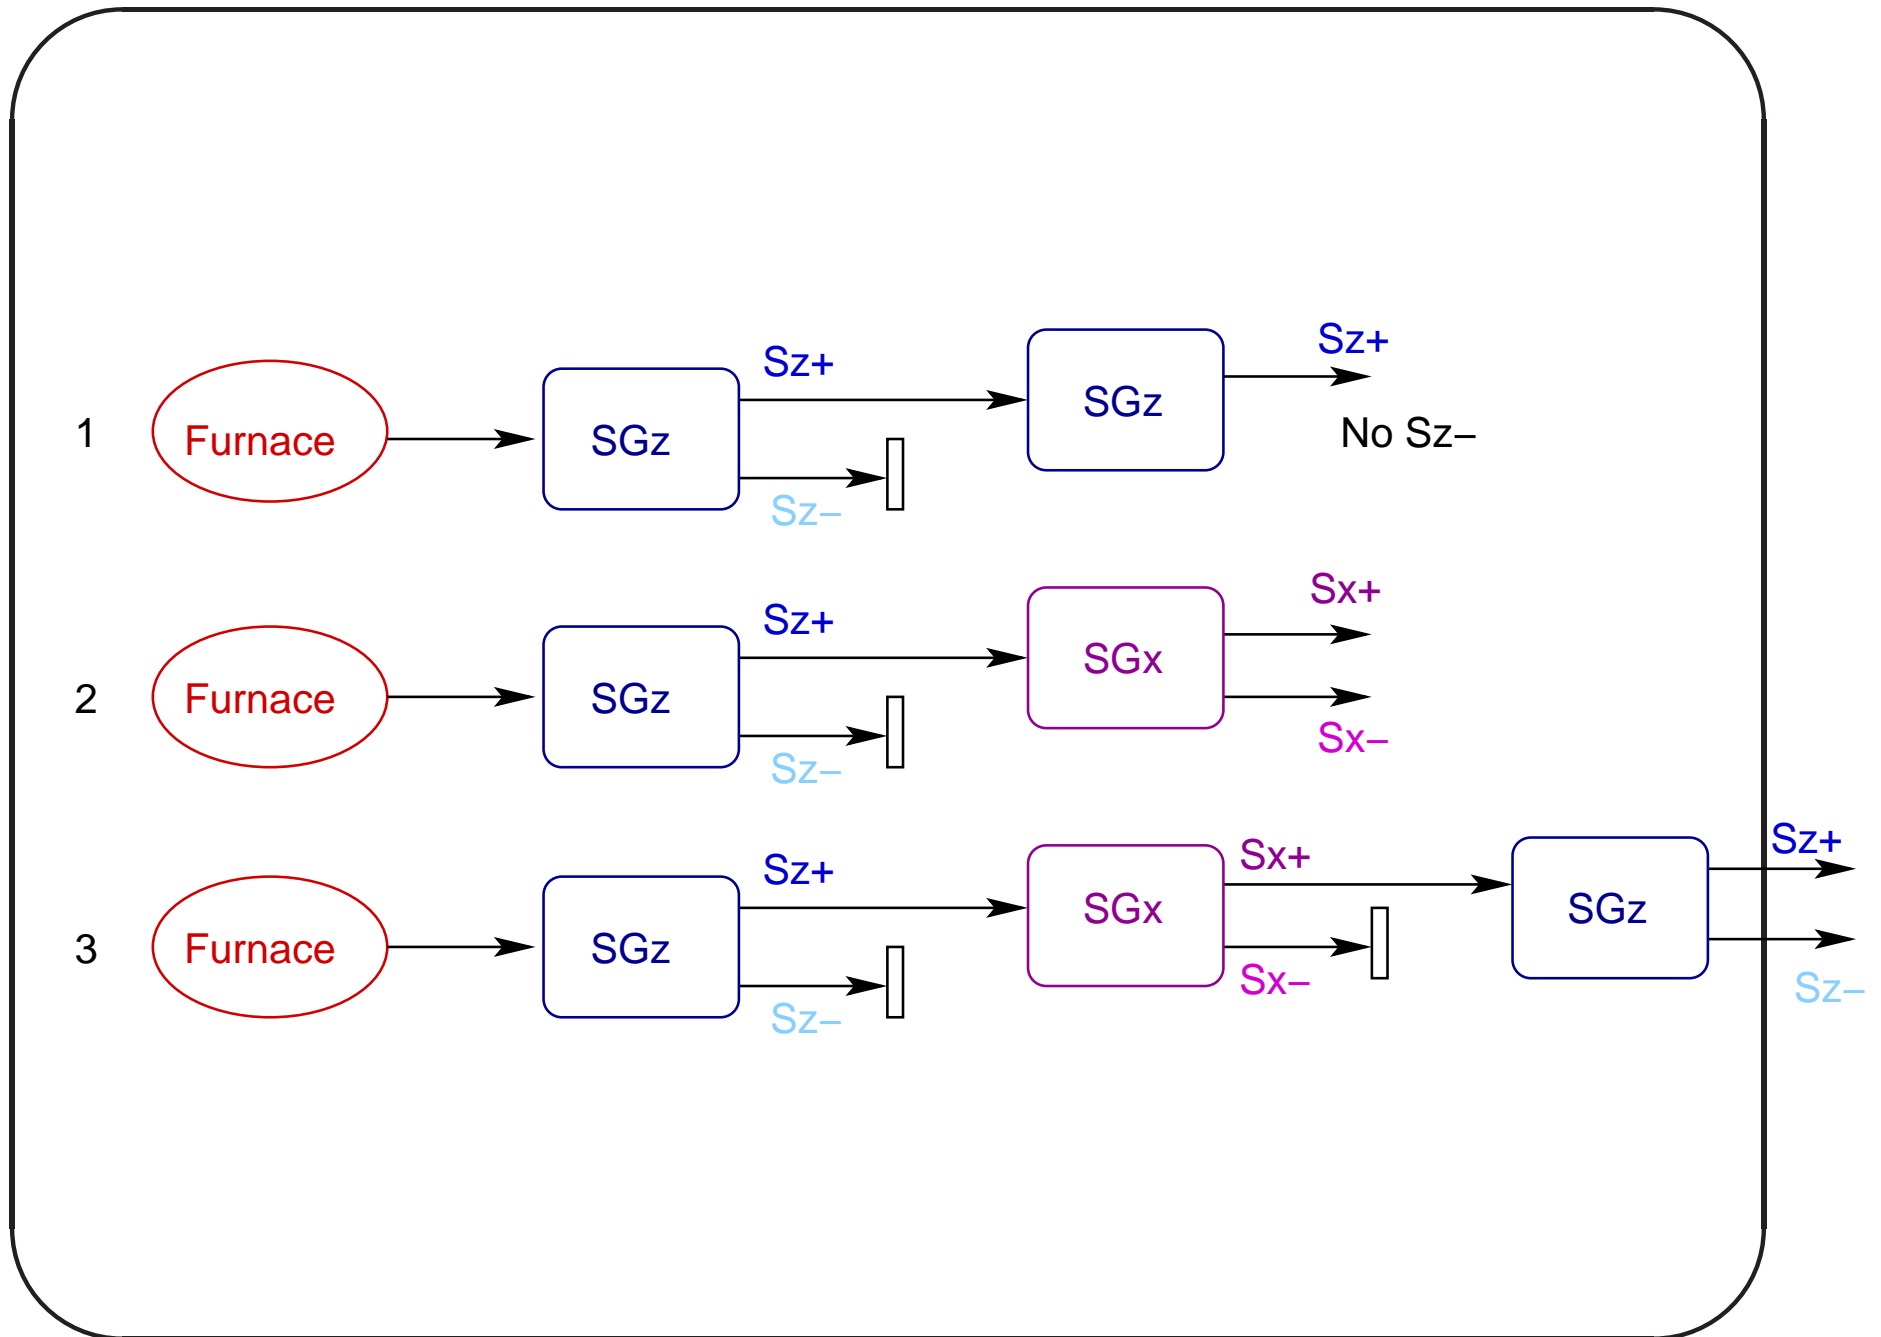 1 Furnace SGz Sz+ Sz– SGz Sz+ No Sz–
2 Furnace SGz Sz+ Sz– SGx Sx+ Sx–
3 Furnace SGz Sz+ Sz– SGx Sx+ Sx– SGz Sz+ Sz–